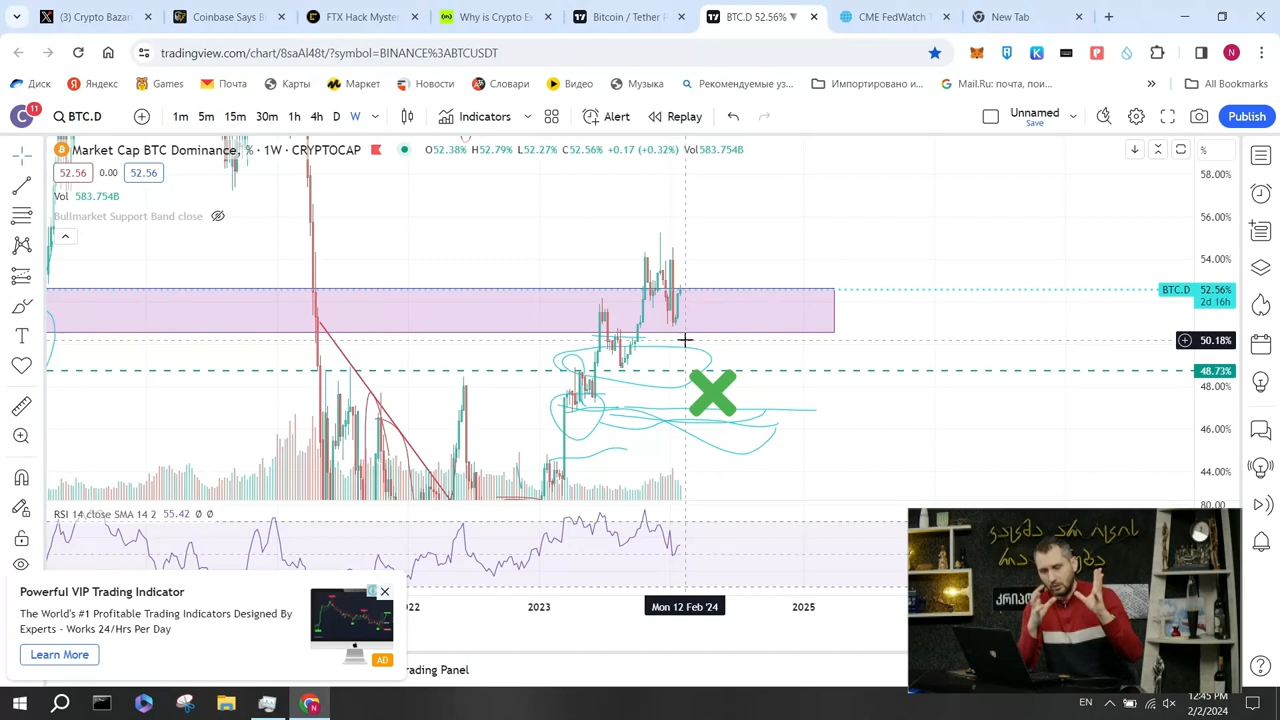 (3) Crypto Banter
Coinbase Says B
FTX Hack Myster
Why is Crypto Ex
Bitcoin / Tether P
BTC.D 52.56% ▼
CME FedWatch T
New Tab
tradingview.com/chart/8saAl48t/?symbol=BINANCE%3ABTCUSDT
N
Диск
Яндекс
Games
Почта
Карты
Маркет
Новости
Словари
Видео
Музыка
Рекомендуемые уз...
Импортировано и...
Mail.Ru: почта, пои...
All Bookmarks
C
11
BTC.D
1m
5m
15m
30m
1h
4h
D
W
Indicators
Alert
Replay
Unnamed
Save
Publish
Market Cap BTC Dominance, % · 1W · CRYPTOCAP
O52.38% H52.79% L52.27% C52.56% +0.17 (+0.32%) Vol583.754B
%
52.56
0.00
52.56
Vol 583.754B
Bullmarket Support Band close
58.00%
56.00%
54.00%
BTC.D 52.56%
2d 16h
50.18%
48.73%
48.00%
46.00%
44.00%
80.00
RSI 14 close SMA 14 2 55.42 Ø Ø
022
2023
Mon 12 Feb '24
2025
Powerful VIP Trading Indicator
The World's #1 Profitable Trading Indicators Designed By
Experts - Works 24/Hrs Per Day
Learn More
AD
rading Panel
EN
12:45 PM
2/2/2024